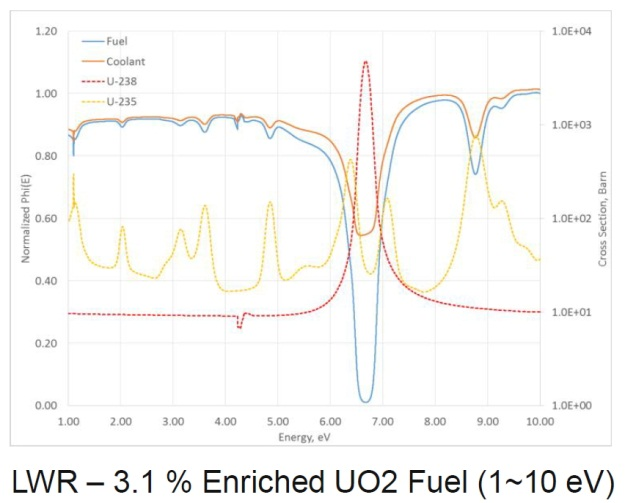 Fuel
Coolant
U-238
U-235
1.20
1.00
0.80
0.60
0.40
0.20
0.00
Normalized Phi(E)
1.0E+04
1.0E+03
1.0E+02
1.0E+01
1.0E+00
Cross Section, Barn
1.00 2.00 3.00 4.00 5.00 6.00 7.00 8.00 9.00 10.00
Energy, eV
LWR – 3.1 % Enriched UO2 Fuel (1~10 eV)